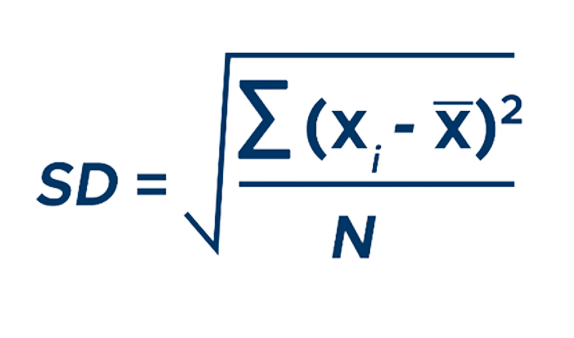 SD = √(∑ (xᵢ - x̅)² / N)